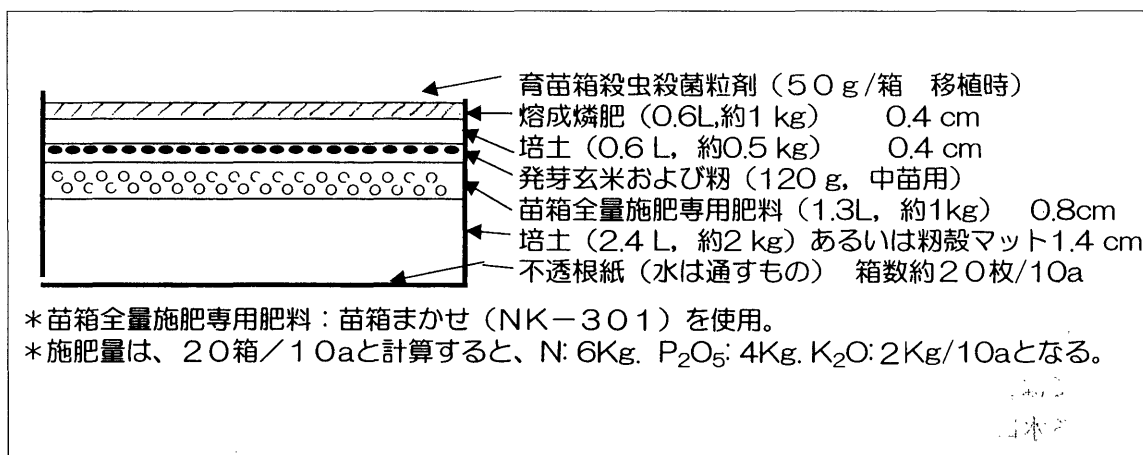 育苗箱殺虫殺菌粒剤（50g/箱　移植時）
熔成燐肥（0.6L,約1 kg）　　0.4 cm
培土（0.6 L，約0.5 kg）　　0.4 cm
発芽玄米および籾（120 g，中苗用）
苗箱全量施肥専用肥料（1.3L，約1kg）　0.8cm
培土（2.4 L，約2 kg）あるいは籾殻マット1.4 cm
不透根紙（水は通すもの）　箱数約20枚/10a
＊苗箱全量施肥専用肥料：苗箱まかせ（NK－301）を使用。
＊施肥量は、20箱／10aと計算すると、N: 6Kg. P₂O₅: 4Kg. K₂O: 2Kg/10aとなる。